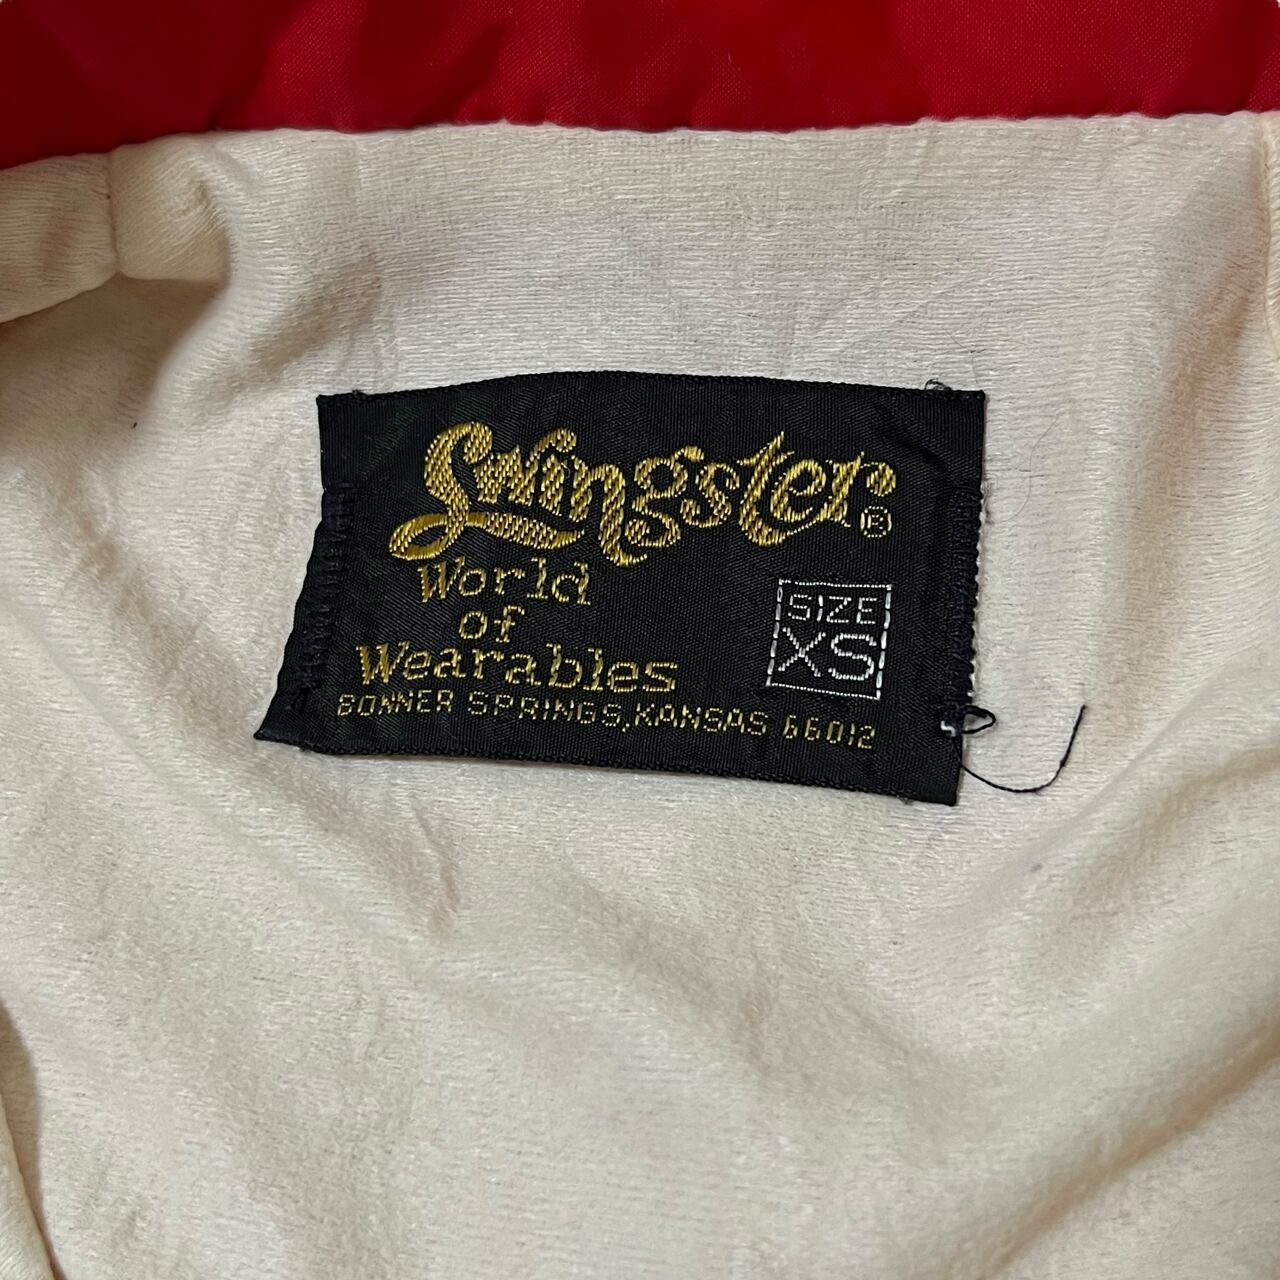 Swingster®
World
of
Wearables
BONNER SPRINGS, KANSAS 66012
SIZE
XS